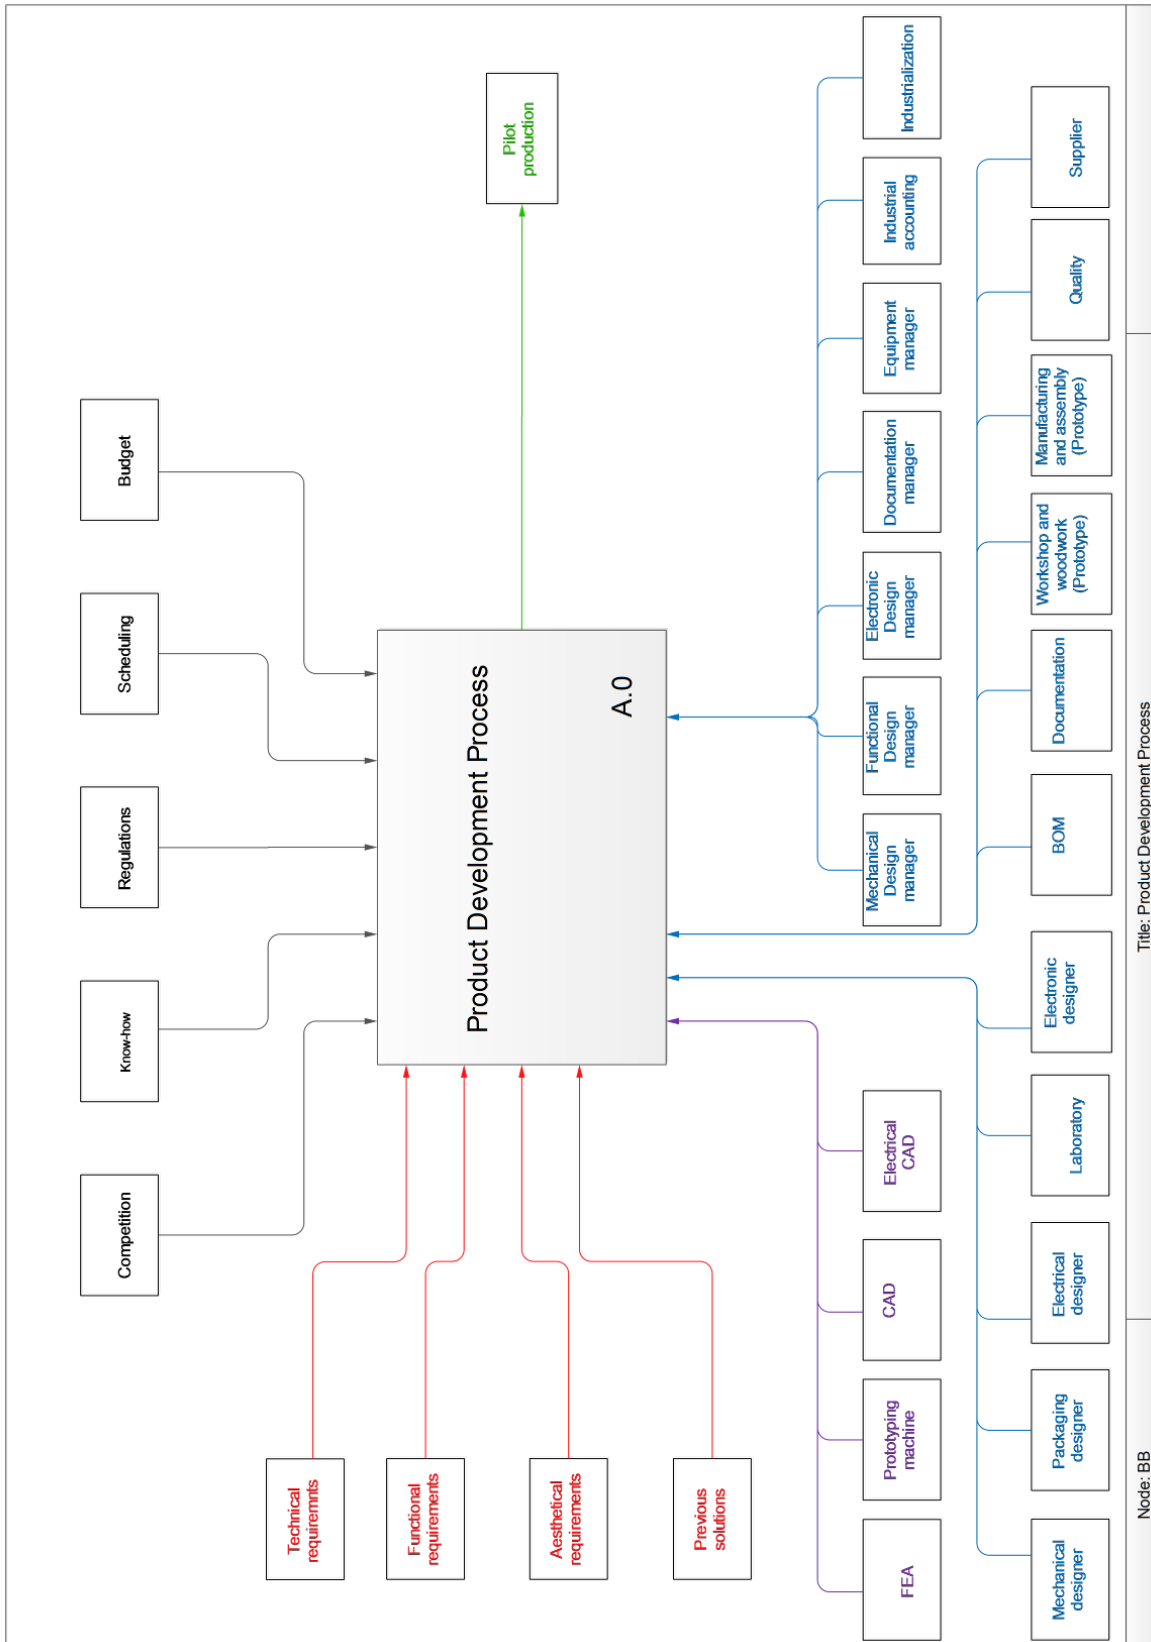 Competition
Know-how
Regulations
Scheduling
Budget
Technical
requiremnts
Functional
requirements
Aesthetical
requirements
Previous
solutions
Product Development Process
A.0
Pilot
production
FEA
Prototyping
machine
CAD
Electrical
CAD
Mechanical
Design
manager
Functional
Design
manager
Electronic
Design
manager
Documentation
manager
Equipment
manager
Industrial
accounting
Industrialization
Mechanical
designer
Packaging
designer
Electrical
designer
Laboratory
Electronic
designer
BOM
Documentation
Workshop and
woodwork
(Prototype)
Manufacturing
and assembly
(Prototype)
Quality
Supplier
Node: BB
Title: Product Development Process